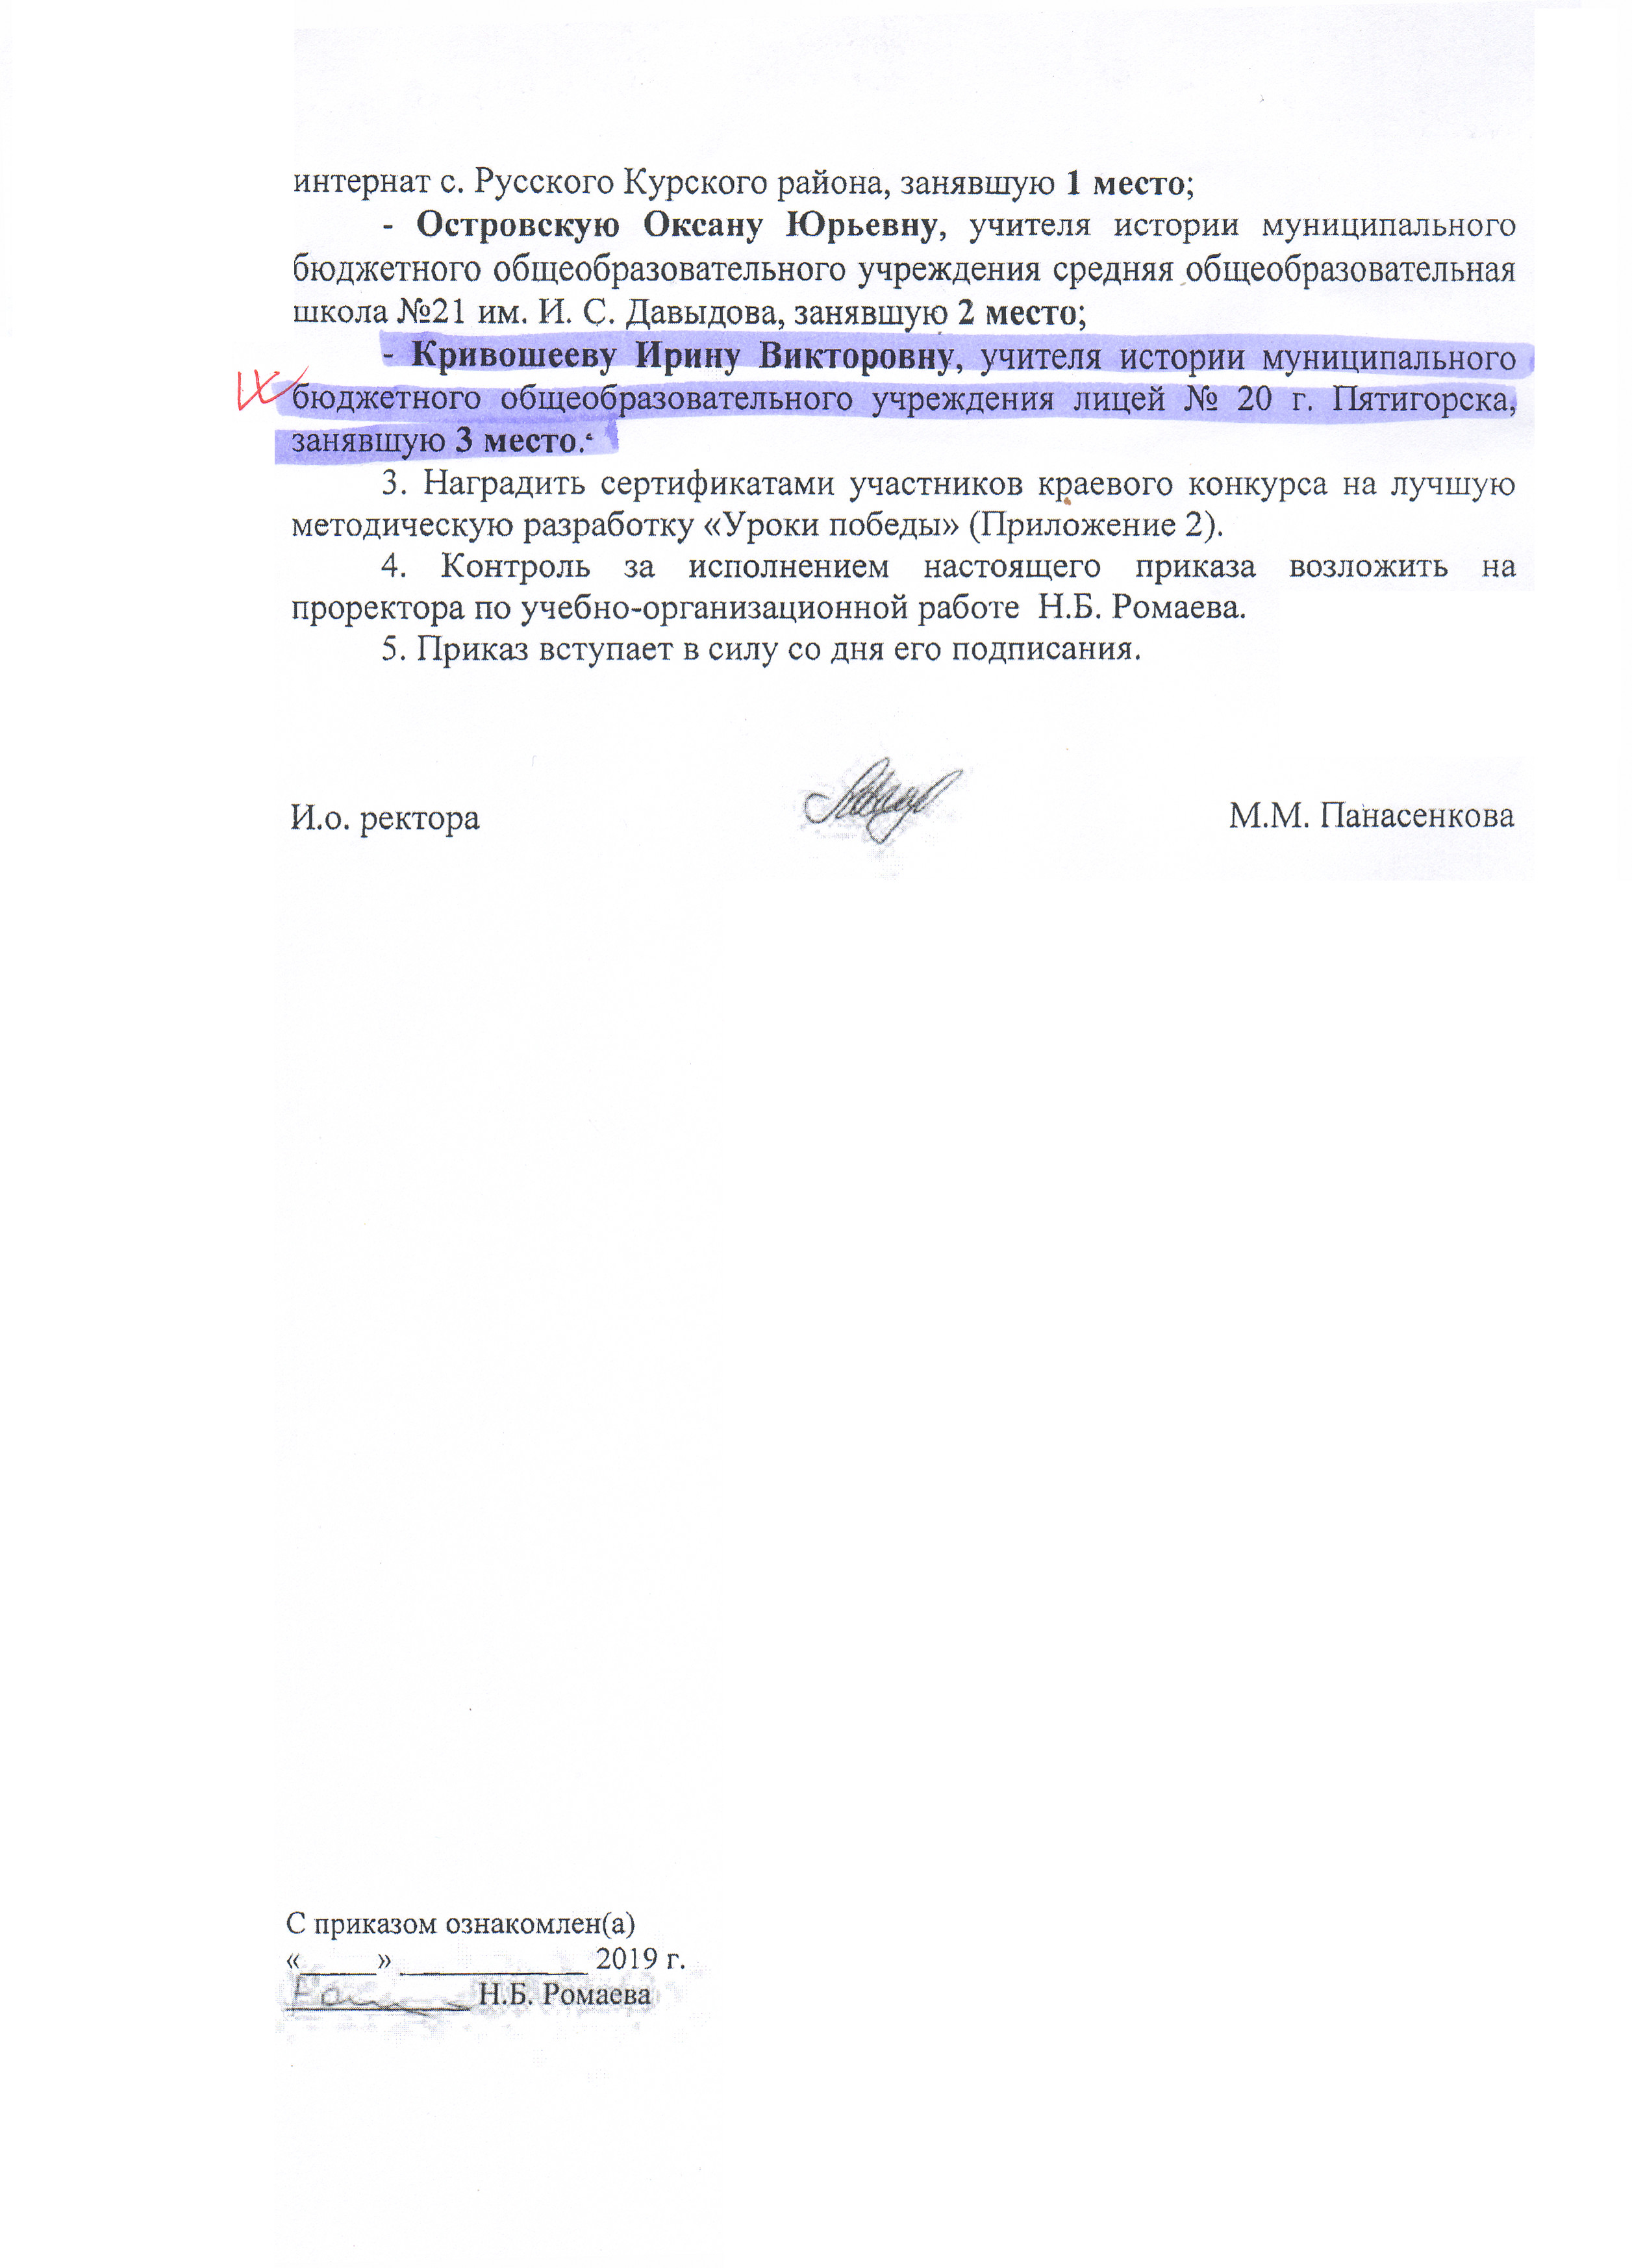 интернат с. Русского Курского района, занявшую 1 место;
- Островскую Оксану Юрьевну, учителя истории муниципального
бюджетного общеобразовательного учреждения средняя общеобразовательная
школа №21 им. И. С. Давыдова, занявшую 2 место;
- Кривошееву Ирину Викторовну, учителя истории муниципального
бюджетного общеобразовательного учреждения лицей № 20 г. Пятигорска,
занявшую 3 место.
3. Наградить сертификатами участников краевого конкурса на лучшую
методическую разработку «Уроки победы» (Приложение 2).
4. Контроль за исполнением настоящего приказа возложить на
проректора по учебно-организационной работе Н.Б. Ромаева.
5. Приказ вступает в силу со дня его подписания.
И.о. ректора М.М. Панасенкова
С приказом ознакомлен(а)
«_____» ____________ 2019 г.
____________ Н.Б. Ромаева